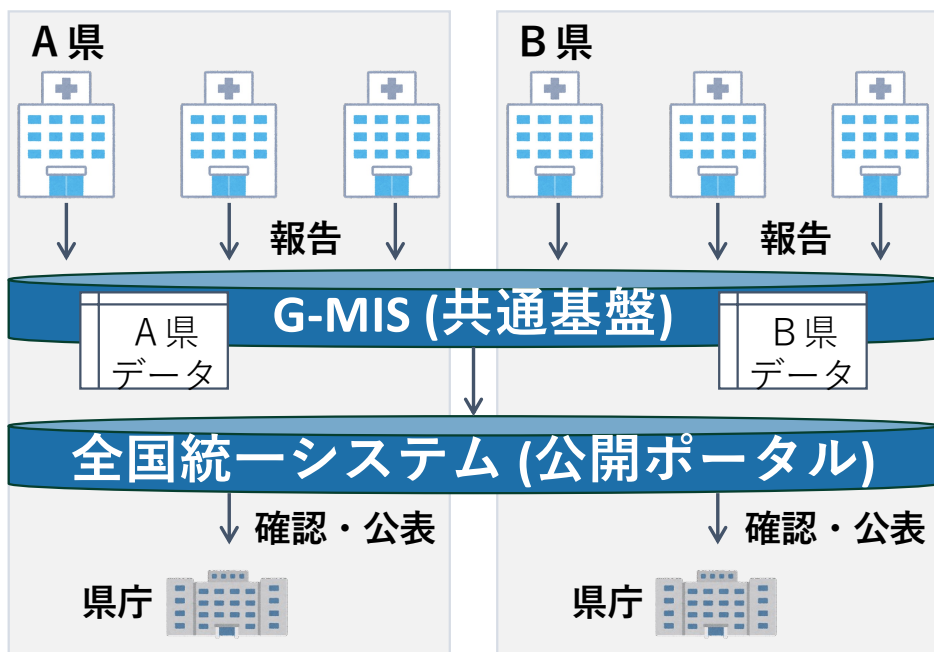 A県
B県
報告
報告
G-MIS (共通基盤)
A県
データ
B県
データ
全国統一システム (公開ポータル)
確認・公表
確認・公表
県庁
県庁